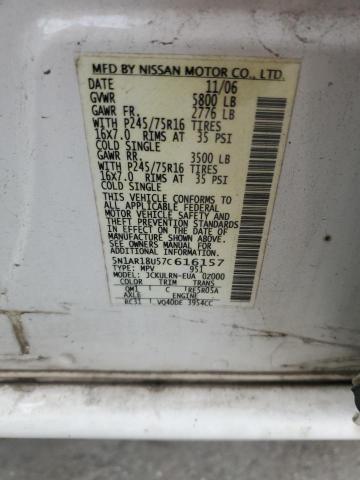 MFD BY NISSAN MOTOR CO., LTD.
DATE 11/06
GVWR 5800 LB
GAWR FR. 2776 LB
WITH P245/75R16 TIRES
16x7.0 RIMS AT 35 PSI
COLD SINGLE
GAWR RR. 3500 LB
WITH P245/75R16 TIRES
16x7.0 RIMS AT 35 PSI
COLD SINGLE
THIS VEHICLE CONFORMS TO
ALL APPLICABLE FEDERAL
MOTOR VEHICLE SAFETY
AND THEFT PREVENTION
STANDARDS IN EFFECT ON
THE DATE OF MANUFACTURE
SHOWN ABOVE.
SEE OWNERS MANUAL FOR
ADDITIONAL INFORMATION.
5N1AR18U57C616157
TYPE: MPV 951
MODEL: JCKULRN-EUA 02000
COLOR TRIM TRANS
QM1 C RE5R05A
AXLE ENGINE
RC31 VQ40DE 3954CC